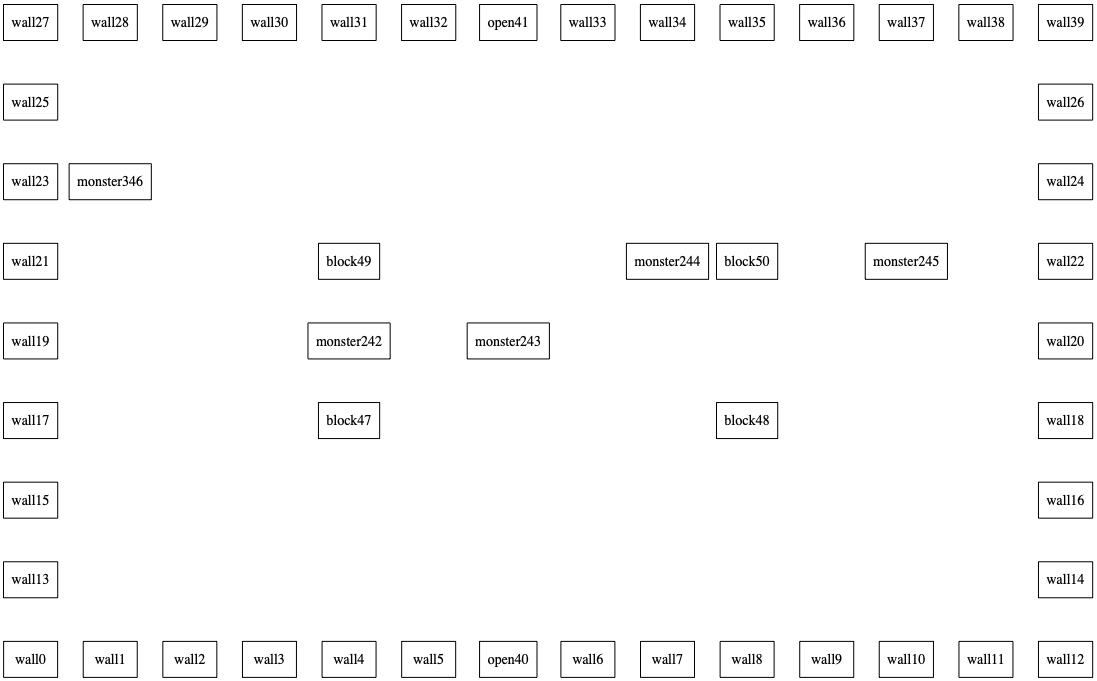 wall27 wall28 wall29 wall30 wall31 wall32 open41 wall33 wall34 wall35 wall36 wall37 wall38 wall39
wall25 wall26
wall23 monster346 wall24
wall21 block49 monster244 block50 monster245 wall22
wall19 monster242 monster243 wall20
wall17 block47 block48 wall18
wall15 wall16
wall13 wall14
wall0 wall1 wall2 wall3 wall4 wall5 open40 wall6 wall7 wall8 wall9 wall10 wall11 wall12